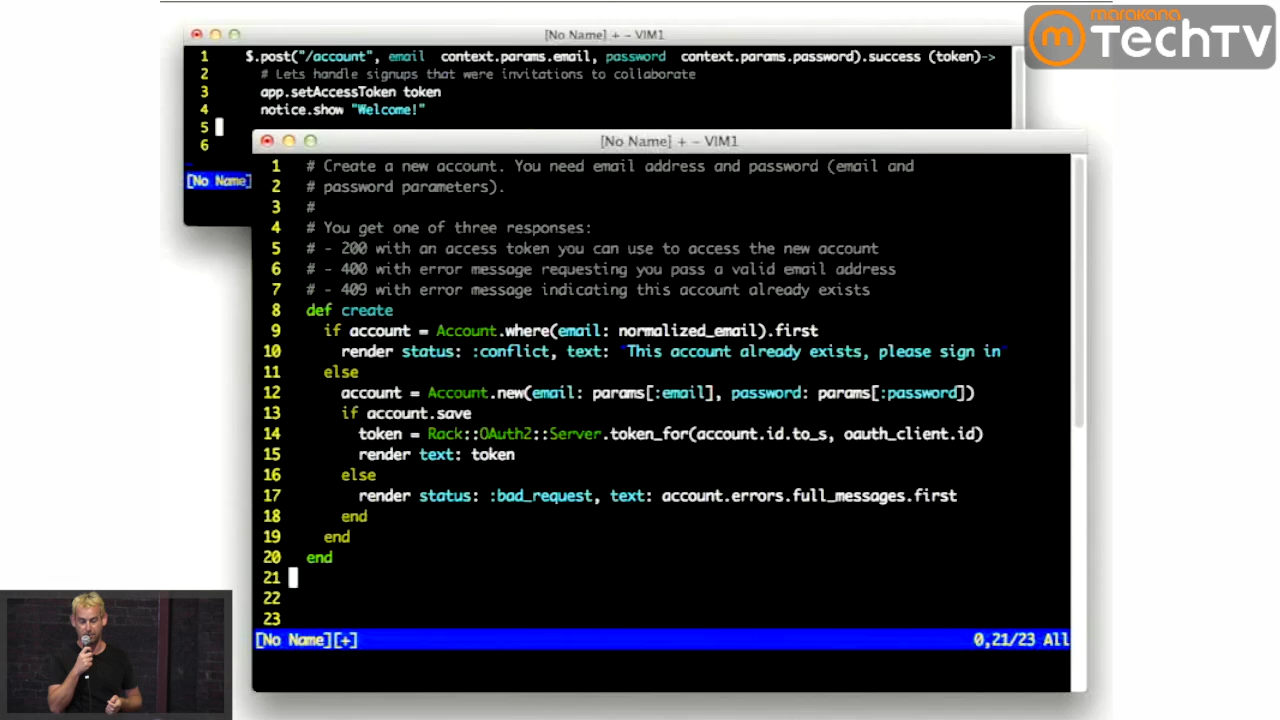 marakana
TechTV
[No Name] + - VIM1
1 $.post("/account", email context.params.email, password context.params.password).success (token)->
2 # Lets handle signups that were invitations to collaborate
3 app.setAccessToken token
4 notice.show "Welcome!"
5
6
[No Name]
[No Name] + - VIM1
1 # Create a new account. You need email address and password (email and
2 # password parameters).
3 #
4 # You get one of three responses:
5 # - 200 with an access token you can use to access the new account
6 # - 400 with error message requesting you pass a valid email address
7 # - 409 with error message indicating this account already exists
8 def create
9 if account = Account.where(email: normalized_email).first
10 render status: :conflict, text: "This account already exists, please sign in"
11 else
12 account = Account.new(email: params[:email], password: params[:password])
13 if account.save
14 token = Rack::OAuth2::Server.token_for(account.id.to_s, oauth_client.id)
15 render text: token
16 else
17 render status: :bad_request, text: account.errors.full_messages.first
18 end
19 end
20 end
21
22
23
[No Name][+] 0,21/23 All